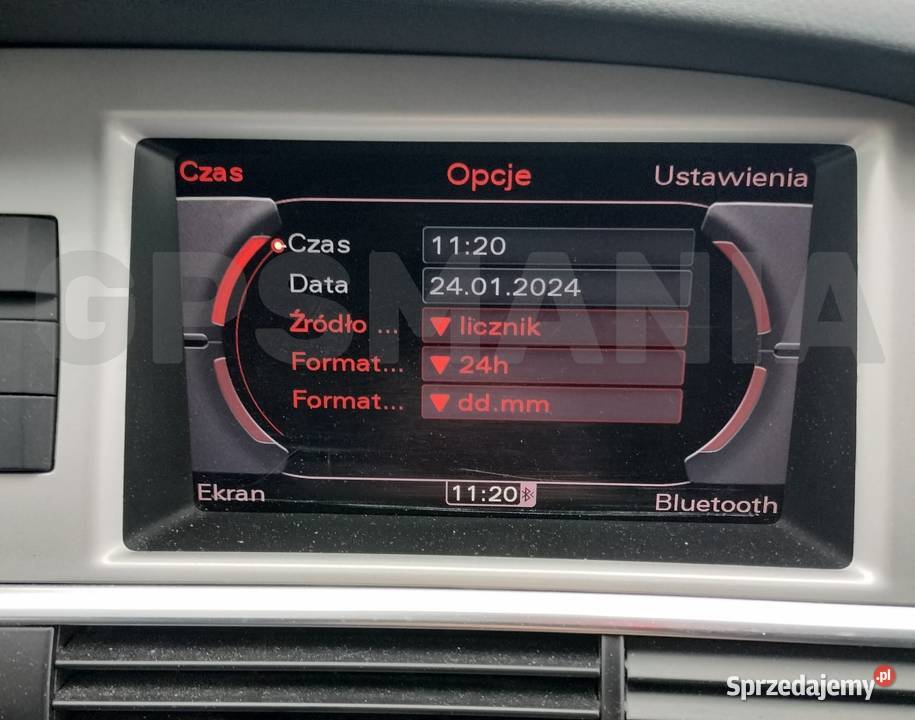 Czas Opcje Ustawienia
Czas 11:20
Data 24.01.2024
Źródło ... licznik
Format... 24h
Format... dd.mm
Ekran 11:20 Bluetooth
GPSMANIA
Sprzedajemy.pl